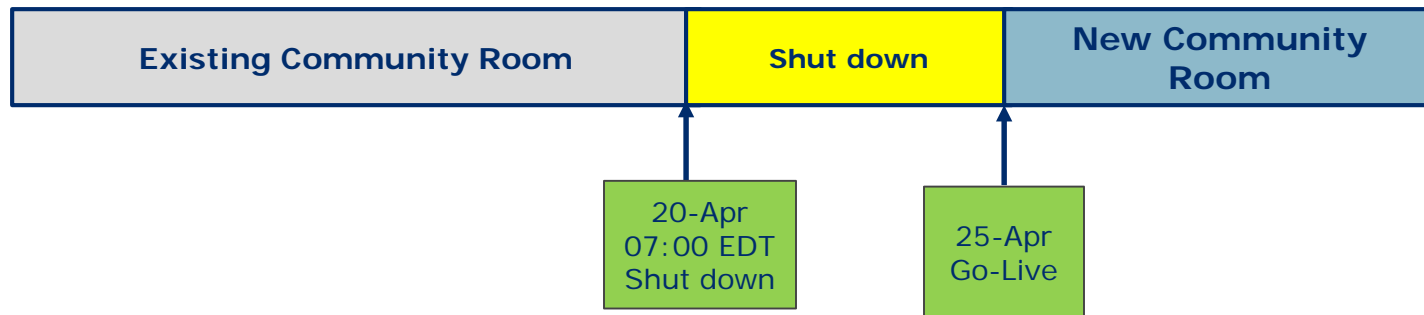 Existing Community Room
Shut down
New Community
Room
20-Apr
07:00 EDT
Shut down
25-Apr
Go-Live